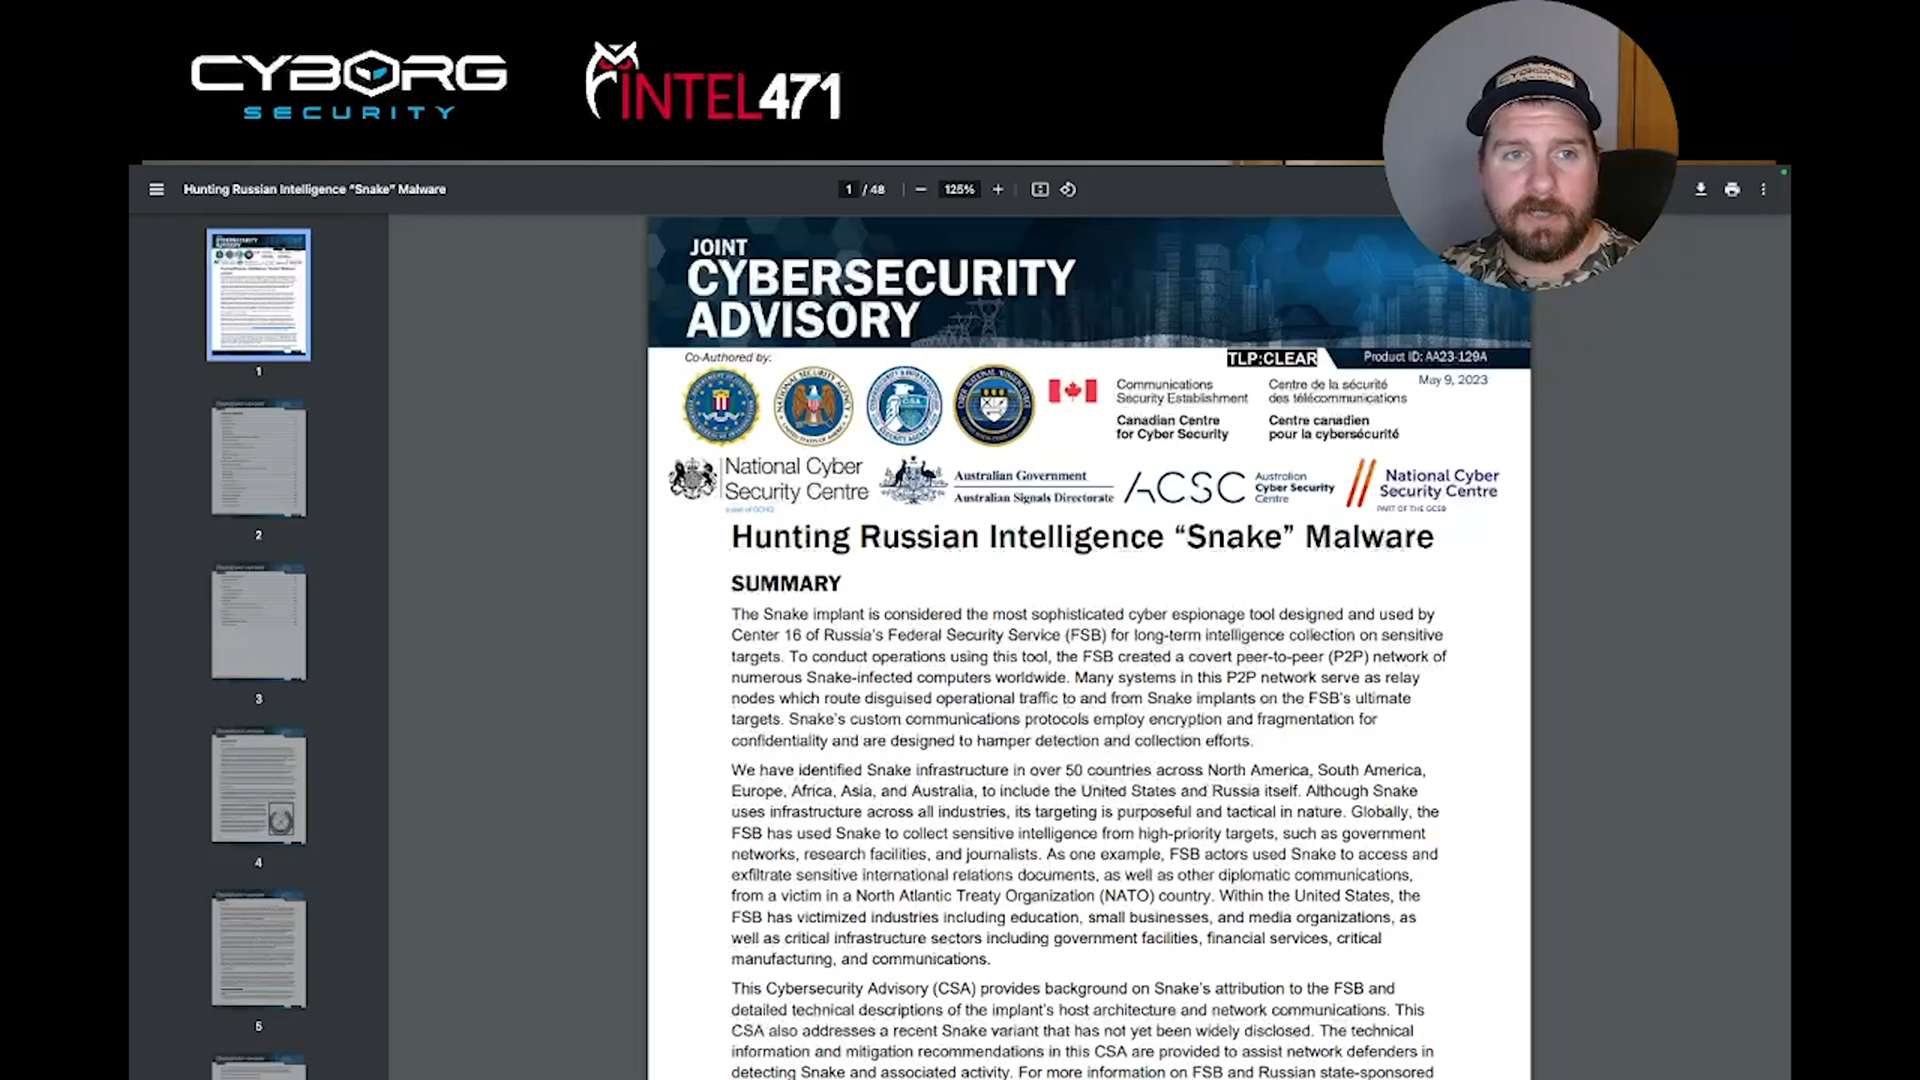 CYBORG
SECURITY
INTEL471
Hunting Russian Intelligence “Snake” Malware
1 / 48
125%
JOINT
CYBERSECURITY
ADVISORY
Co-Authored by:
TLP:CLEAR
Product ID: AA23-129A
May 9, 2023
Communications
Security Establishment
Canadian Centre
for Cyber Security
Centre de la sécurité
des télécommunications
Centre canadien
pour la cybersécurité
National Cyber
Security Centre
a part of GCHQ
Australian Government
Australian Signals Directorate
ACSC
Australian
Cyber Security
Centre
National Cyber
Security Centre
PART OF THE GCSB
Hunting Russian Intelligence “Snake” Malware
SUMMARY
The Snake implant is considered the most sophisticated cyber espionage tool designed and used by
Center 16 of Russia’s Federal Security Service (FSB) for long-term intelligence collection on sensitive
targets. To conduct operations using this tool, the FSB created a covert peer-to-peer (P2P) network of
numerous Snake-infected computers worldwide. Many systems in this P2P network serve as relay
nodes which route disguised operational traffic to and from Snake implants on the FSB’s ultimate
targets. Snake’s custom communications protocols employ encryption and fragmentation for
confidentiality and are designed to hamper detection and collection efforts.
We have identified Snake infrastructure in over 50 countries across North America, South America,
Europe, Africa, Asia, and Australia, to include the United States and Russia itself. Although Snake
uses infrastructure across all industries, its targeting is purposeful and tactical in nature. Globally, the
FSB has used Snake to collect sensitive intelligence from high-priority targets, such as government
networks, research facilities, and journalists. As one example, FSB actors used Snake to access and
exfiltrate sensitive international relations documents, as well as other diplomatic communications,
from a victim in a North Atlantic Treaty Organization (NATO) country. Within the United States, the
FSB has victimized industries including education, small businesses, and media organizations, as
well as critical infrastructure sectors including government facilities, financial services, critical
manufacturing, and communications.
This Cybersecurity Advisory (CSA) provides background on Snake’s attribution to the FSB and
detailed technical descriptions of the implant’s host architecture and network communications. This
CSA also addresses a recent Snake variant that has not yet been widely disclosed. The technical
information and mitigation recommendations in this CSA are provided to assist network defenders in
detecting Snake and associated activity. For more information on FSB and Russian state-sponsored
1
2
3
4
5